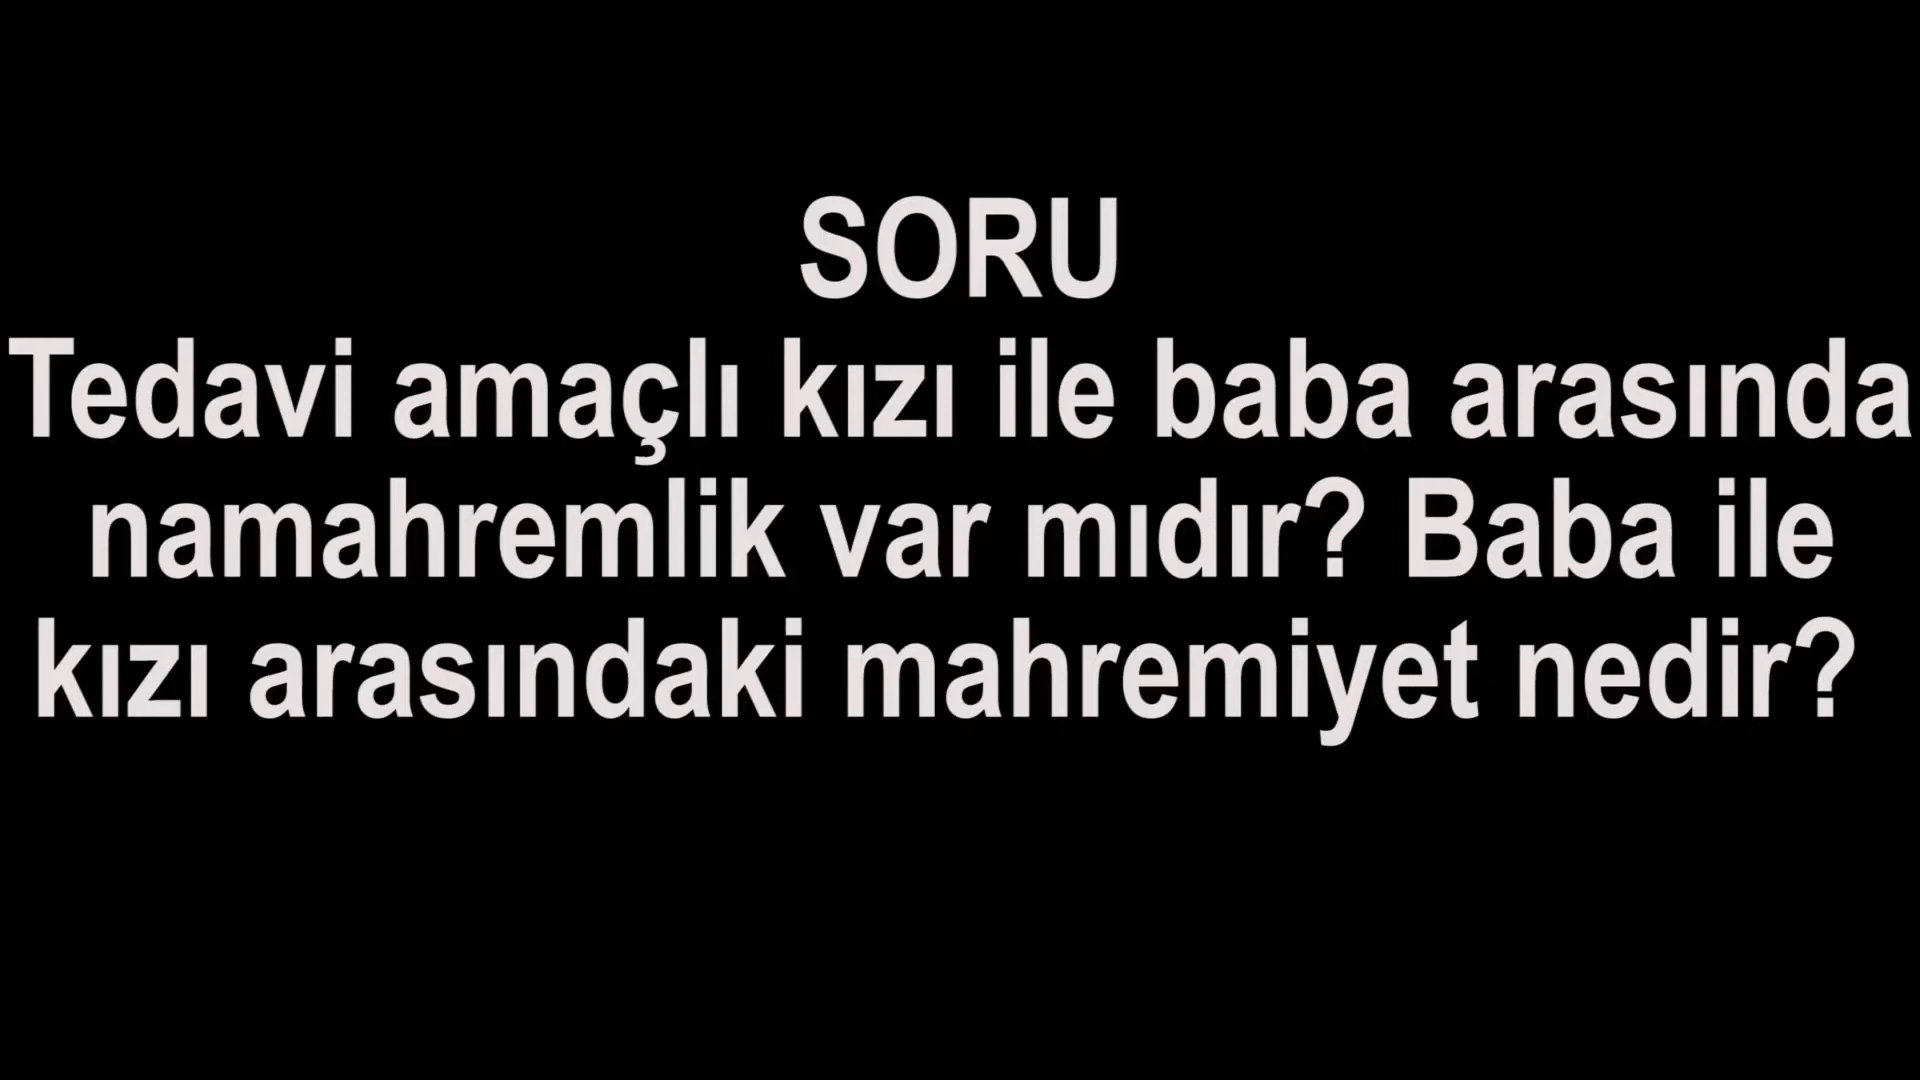 SORU
Tedavi amaçlı kızı ile baba arasında
namahremlik var mıdır? Baba ile
kızı arasındaki mahremiyet nedir?